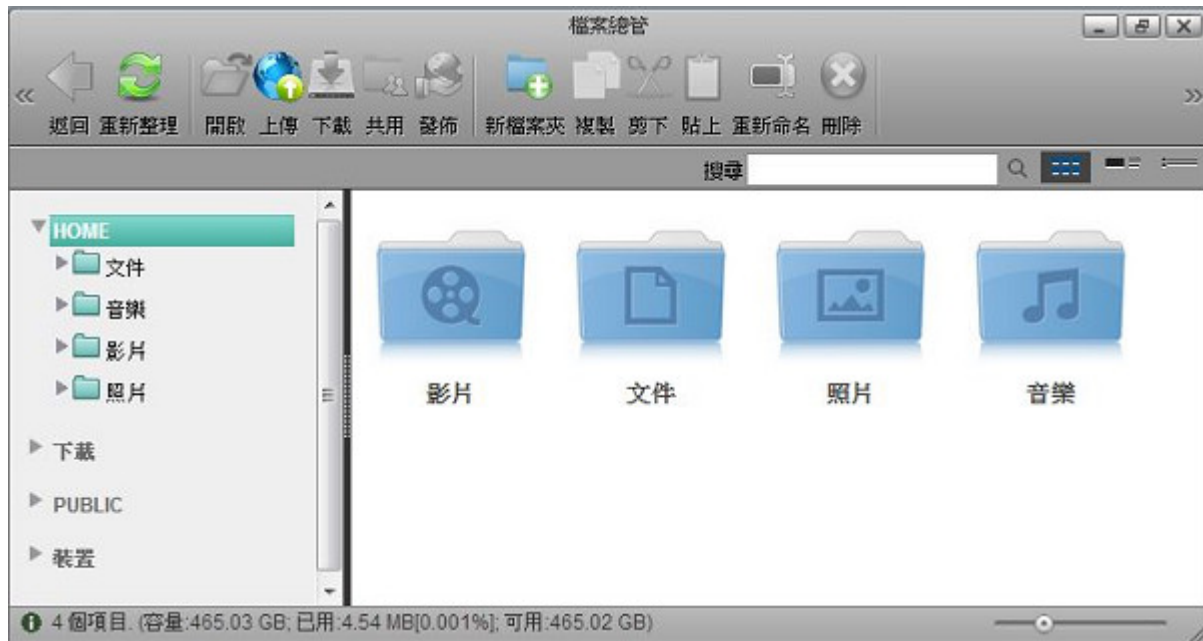 檔案總管
返回 重新整理 開啟 上傳 下載 共用 發佈 新檔案夾 複製 剪下 貼上 重新命名 刪除
搜尋
HOME
文件
音樂
影片
照片
下載
PUBLIC
裝置
影片 文件 照片 音樂
4 個項目. (容量:465.03 GB; 已用:4.54 MB[0.001%]; 可用:465.02 GB)